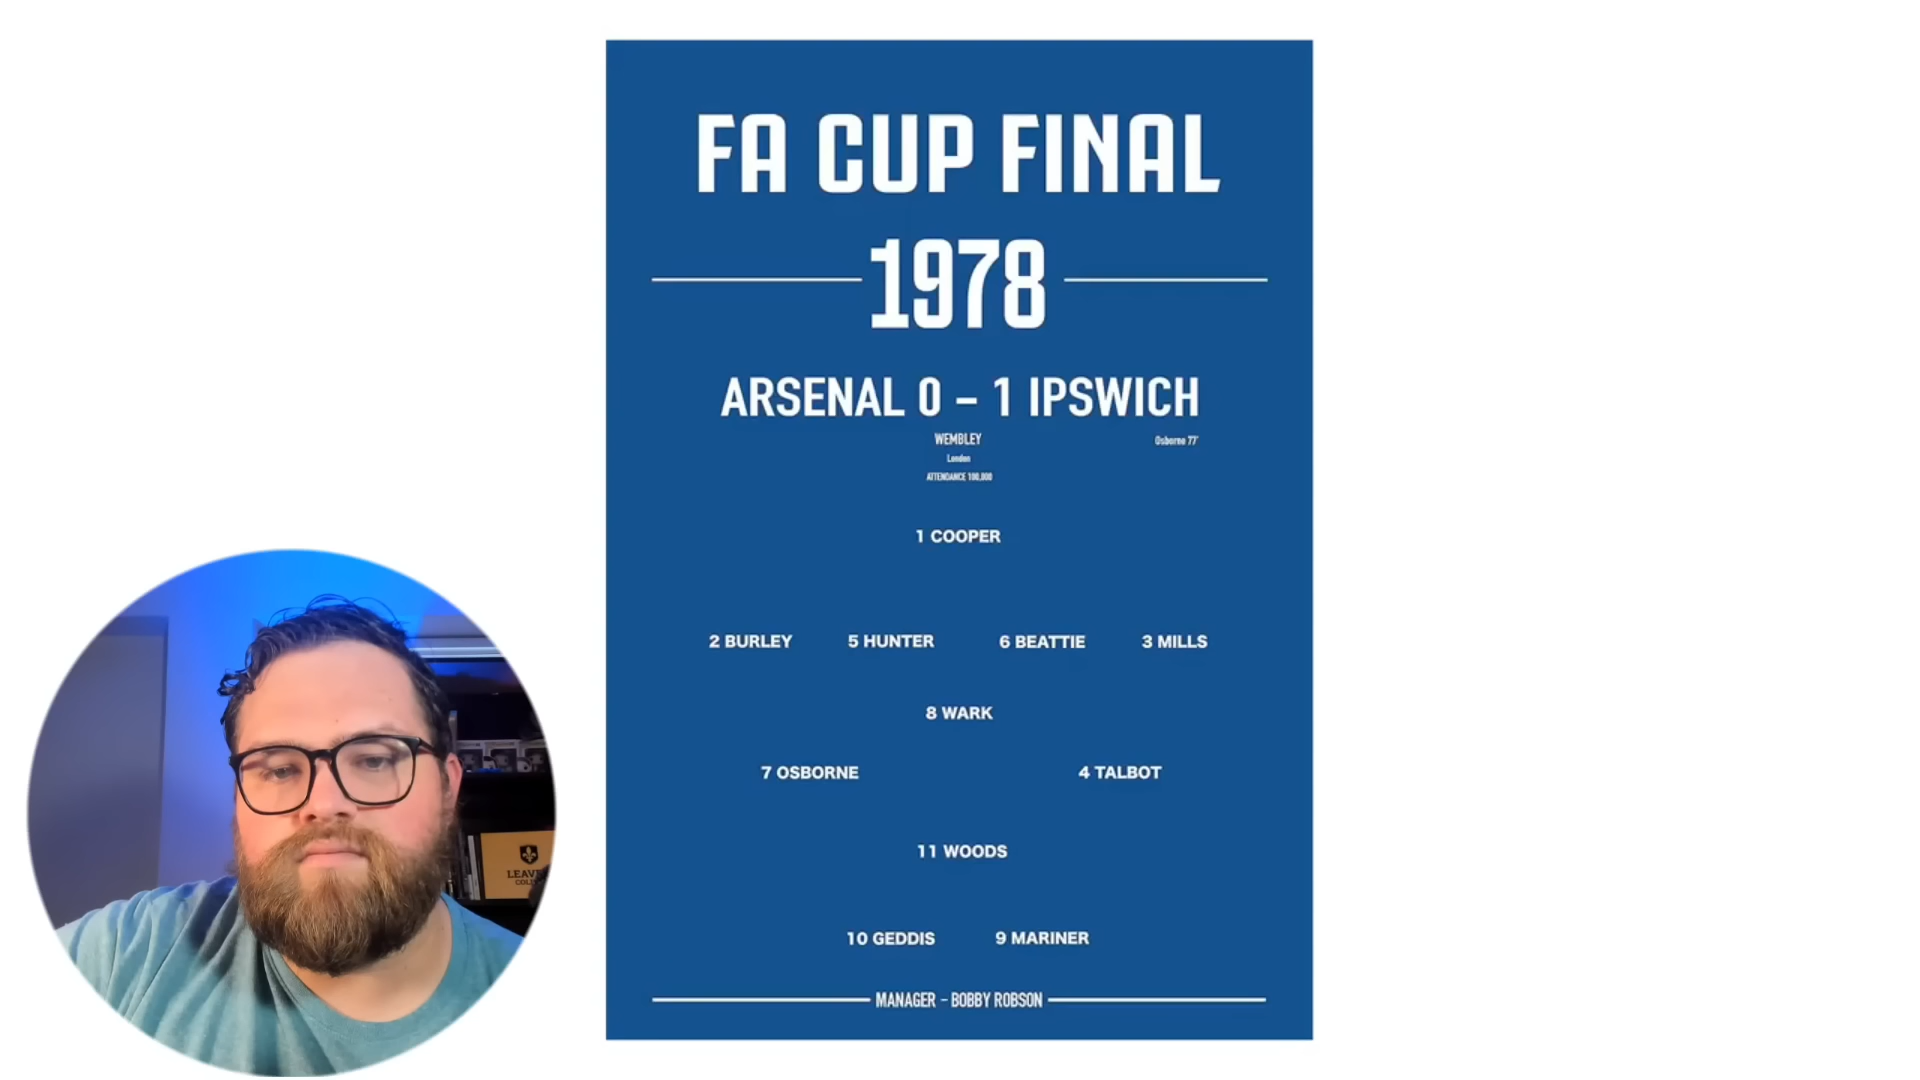 FA CUP FINAL
1978
ARSENAL 0 – 1 IPSWICH
WEMBLEY
Osborne 77'
London
ATTENDANCE 100,000
1 COOPER
2 BURLEY 5 HUNTER 6 BEATTIE 3 MILLS
8 WARK
7 OSBORNE 4 TALBOT
11 WOODS
10 GEDDIS 9 MARINER
MANAGER – BOBBY ROBSON